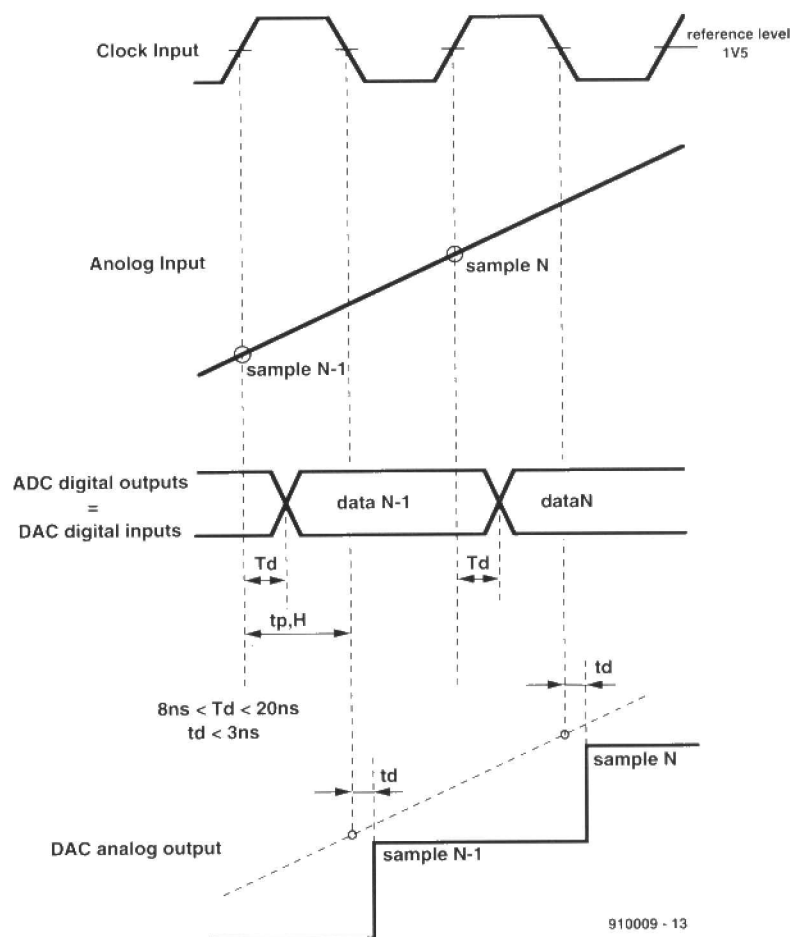 Clock Input
reference level
1V5
Anolog Input
sample N
sample N-1
ADC digital outputs
=
DAC digital inputs
data N-1
dataN
Td
Td
tp,H
td
8ns < Td < 20ns
td < 3ns
td
sample N
DAC analog output
sample N-1
910009 - 13